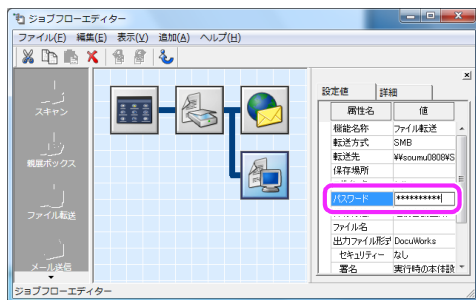 ジョブフローエディター
ファイル(F) 編集(E) 表示(V) 追加(A) ヘルプ(H)
スキャン
親展ボックス
ファイル転送
メール送信
設定値 詳細
属性名 値
機能名称 ファイル転送
転送方式 SMB
転送先 ¥¥soumu0808¥S
保存場所
パスワード **********
ファイル名
出力ファイル形式 DocuWorks
セキュリティー なし
署名 実行時の本体設
ジョブフローエディター